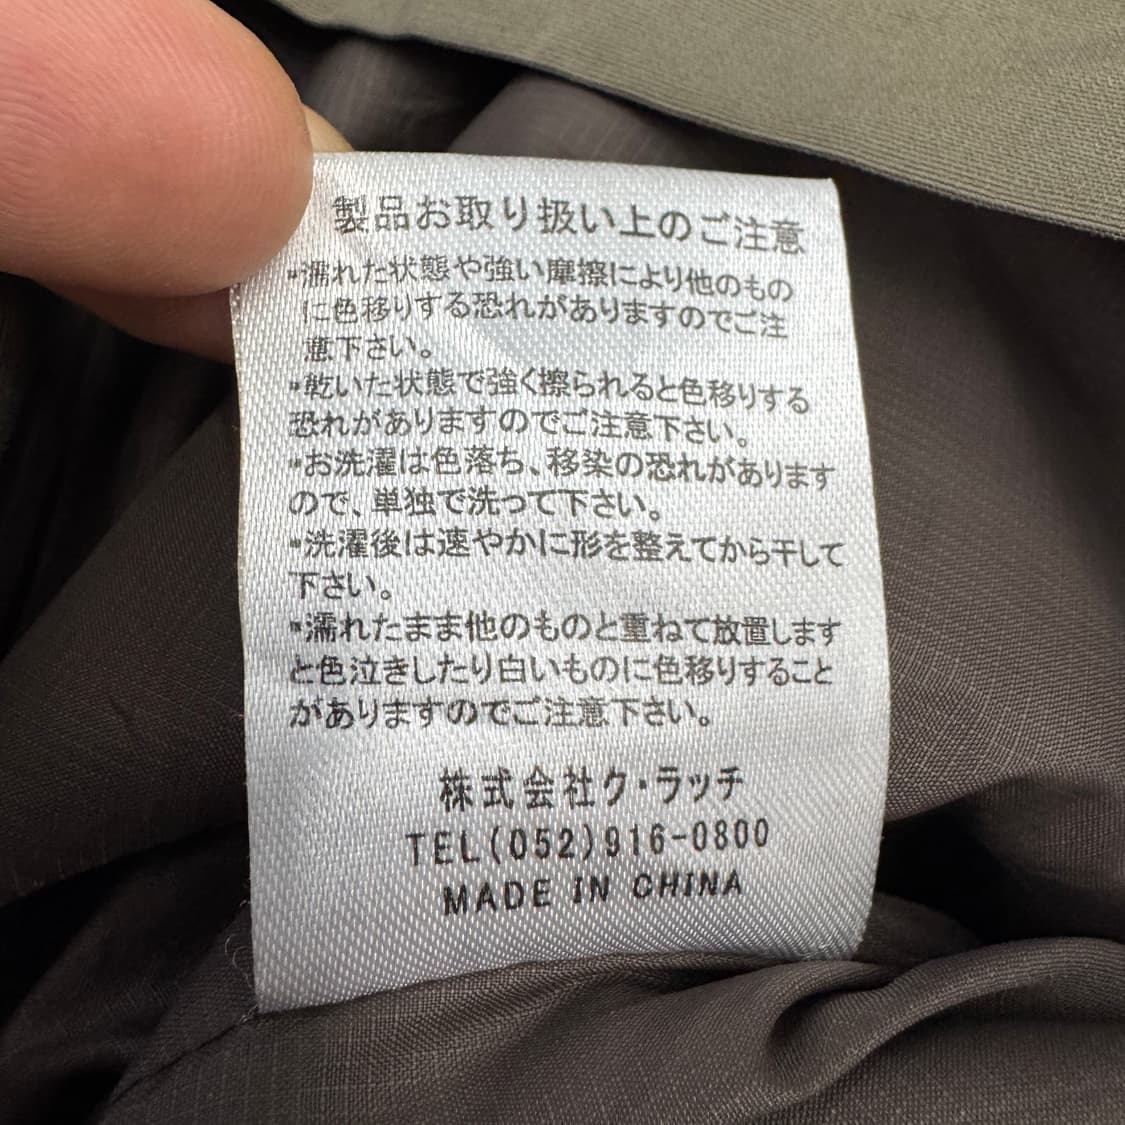 製品お取り扱い上のご注意
・濡れた状態や強い摩擦により他のもの
に色移りする恐れがありますのでご注
意下さい。
・乾いた状態で強く擦られると色移りする
恐れがありますのでご注意下さい。
・お洗濯は色落ち、移染の恐れがあります
ので、単独で洗って下さい。
・洗濯後は速やかに形を整えてから干して
下さい。
・濡れたまま他のものと重ねて放置します
と色泣きしたり白いものに色移りすること
がありますのでご注意下さい。
株式会社ク・ラッチ
TEL(052)916-0800
MADE IN CHINA